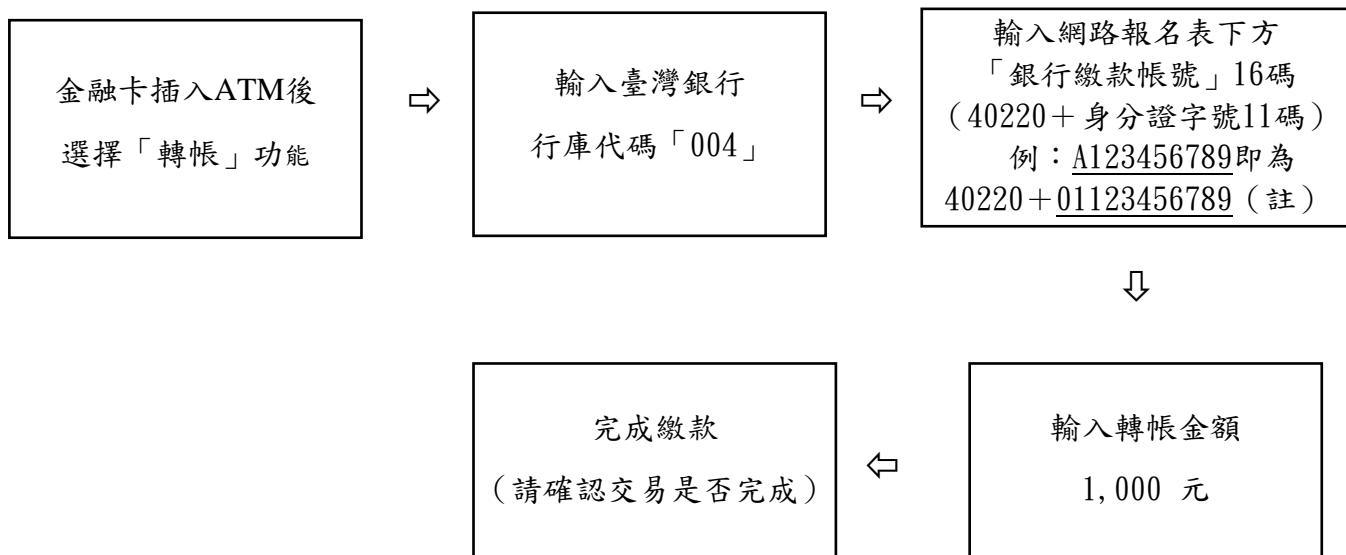 金融卡插入ATM後
選擇「轉帳」功能
輸入臺灣銀行
行庫代碼「004」
輸入網路報名表下方
「銀行繳款帳號」16碼
（40220＋身分證字號11碼）
例：A123456789即為
40220＋01123456789（註）
輸入轉帳金額
1,000 元
完成繳款
（請確認交易是否完成）